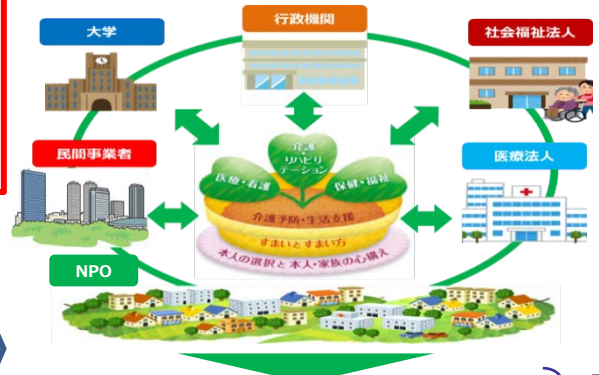 行政機関
大学
社会福祉法人
民間事業者
医療法人
NPO
介護
リハビリ
テーション
医療・看護
保健・福祉
介護予防・生活支援
すまいとすまい方
本人の選択と本人・家族の心構え